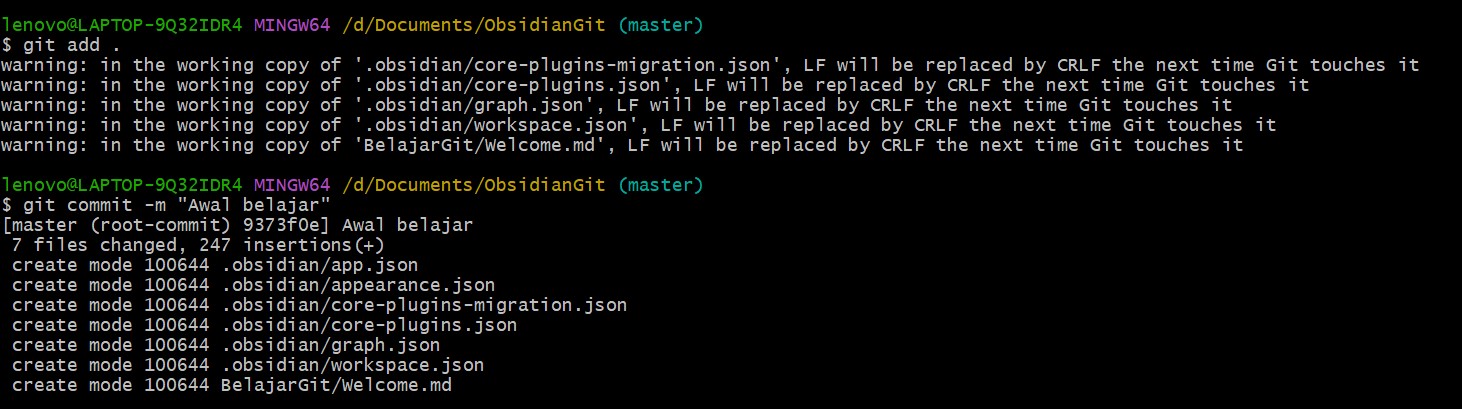 lenovo@LAPTOP-9Q32IDR4 MINGW64 /d/Documents/ObsidianGit (master)
$ git add .
warning: in the working copy of '.obsidian/core-plugins-migration.json', LF will be replaced by CRLF the next time Git touches it
warning: in the working copy of '.obsidian/core-plugins.json', LF will be replaced by CRLF the next time Git touches it
warning: in the working copy of '.obsidian/graph.json', LF will be replaced by CRLF the next time Git touches it
warning: in the working copy of '.obsidian/workspace.json', LF will be replaced by CRLF the next time Git touches it
warning: in the working copy of 'BelajarGit/Welcome.md', LF will be replaced by CRLF the next time Git touches it
lenovo@LAPTOP-9Q32IDR4 MINGW64 /d/Documents/ObsidianGit (master)
$ git commit -m "Awal belajar"
[master (root-commit) 9373f0e] Awal belajar
 7 files changed, 247 insertions(+)
 create mode 100644 .obsidian/app.json
 create mode 100644 .obsidian/appearance.json
 create mode 100644 .obsidian/core-plugins-migration.json
 create mode 100644 .obsidian/core-plugins.json
 create mode 100644 .obsidian/graph.json
 create mode 100644 .obsidian/workspace.json
 create mode 100644 BelajarGit/Welcome.md